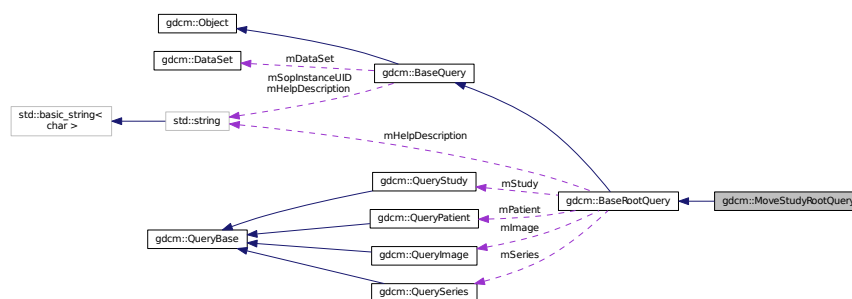 gdcm::Object
gdcm::DataSet
mDataSet
gdcm::BaseQuery
mSopInstanceUID
mHelpDescription
std::basic_string<
char >
std::string
mHelpDescription
gdcm::QueryStudy
mStudy
gdcm::BaseRootQuery
gdcm::MoveStudyRootQuery
mPatient
gdcm::QueryPatient
mImage
gdcm::QueryBase
gdcm::QueryImage
mSeries
gdcm::QuerySeries